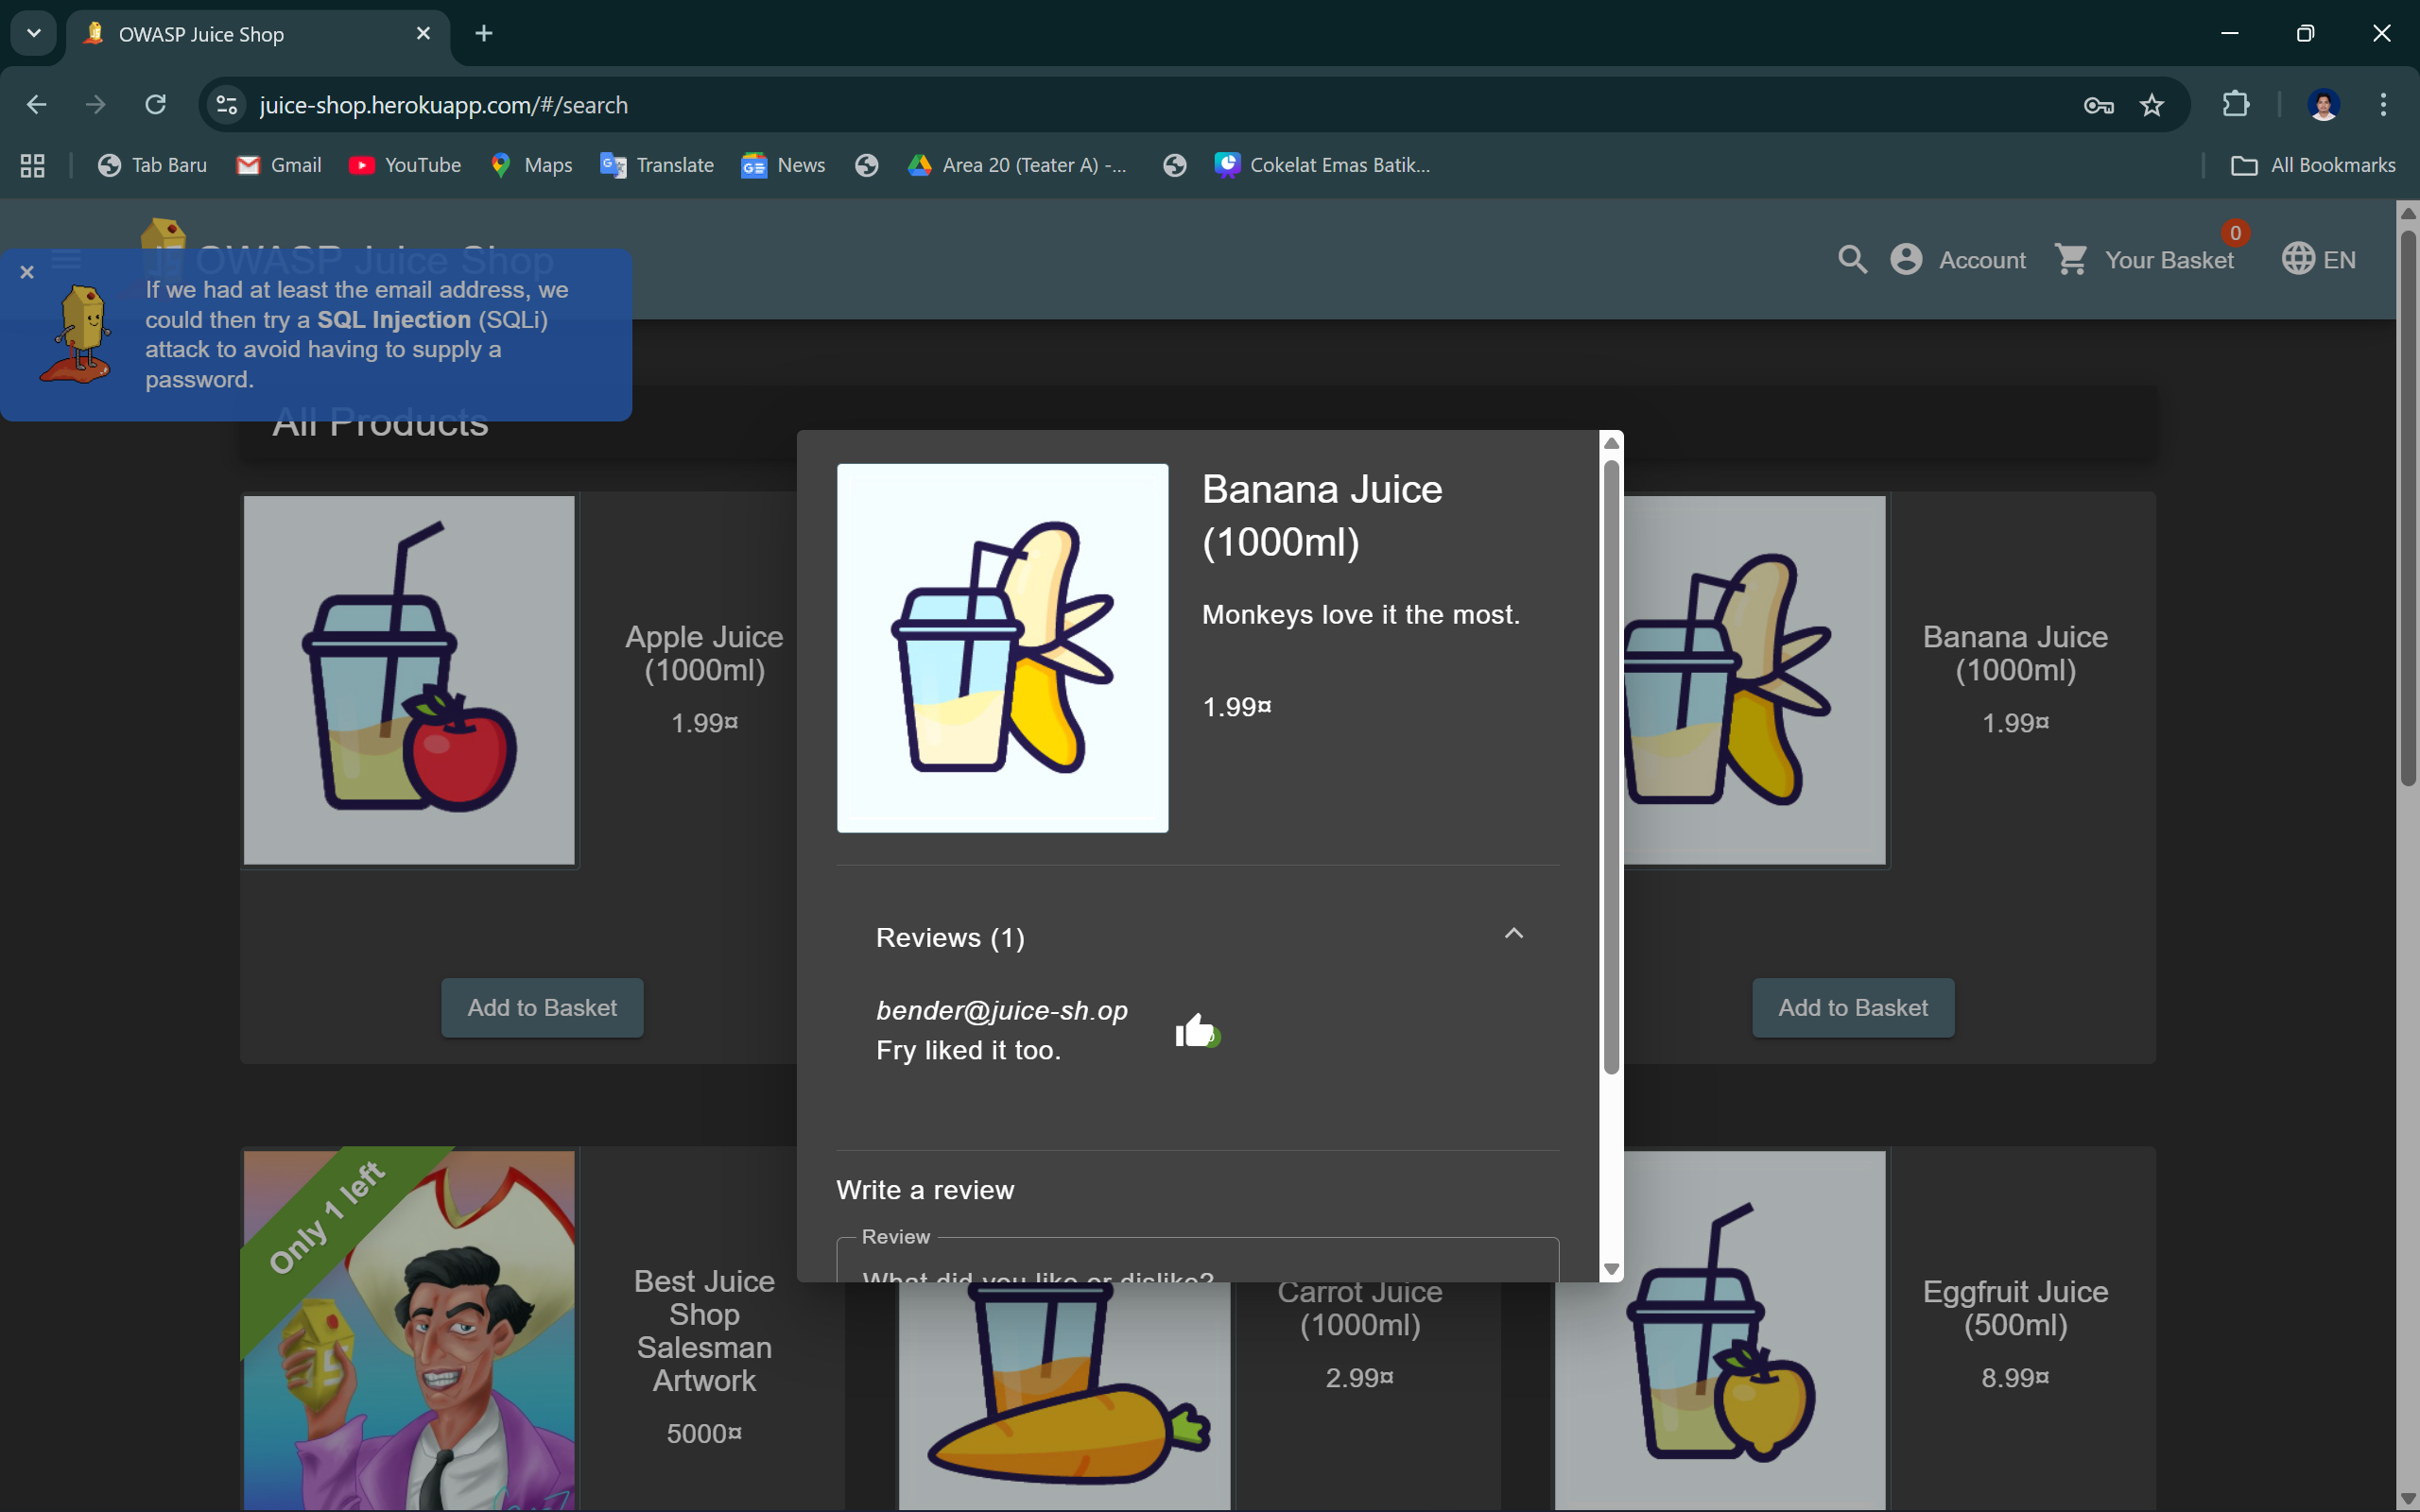 OWASP Juice Shop
juice-shop.herokuapp.com/#/search
Tab Baru
Gmail
YouTube
Maps
Translate
News
Area 20 (Teater A) -...
Cokelat Emas Batik...
All Bookmarks
OWASP Juice Shop
Account
Your Basket
0
EN
If we had at least the email address, we
could then try a SQL Injection (SQLi)
attack to avoid having to supply a
password.
All Products
Apple Juice
(1000ml)
1.99¤
Add to Basket
Banana Juice
(1000ml)
Monkeys love it the most.
1.99¤
Reviews (1)
bender@juice-sh.op
Fry liked it too.
Write a review
Review
What did you like or dislike?
Banana Juice
(1000ml)
1.99¤
Add to Basket
Only 1 left
Best Juice
Shop
Salesman
Artwork
5000¤
Carrot Juice
(1000ml)
2.99¤
Eggfruit Juice
(500ml)
8.99¤